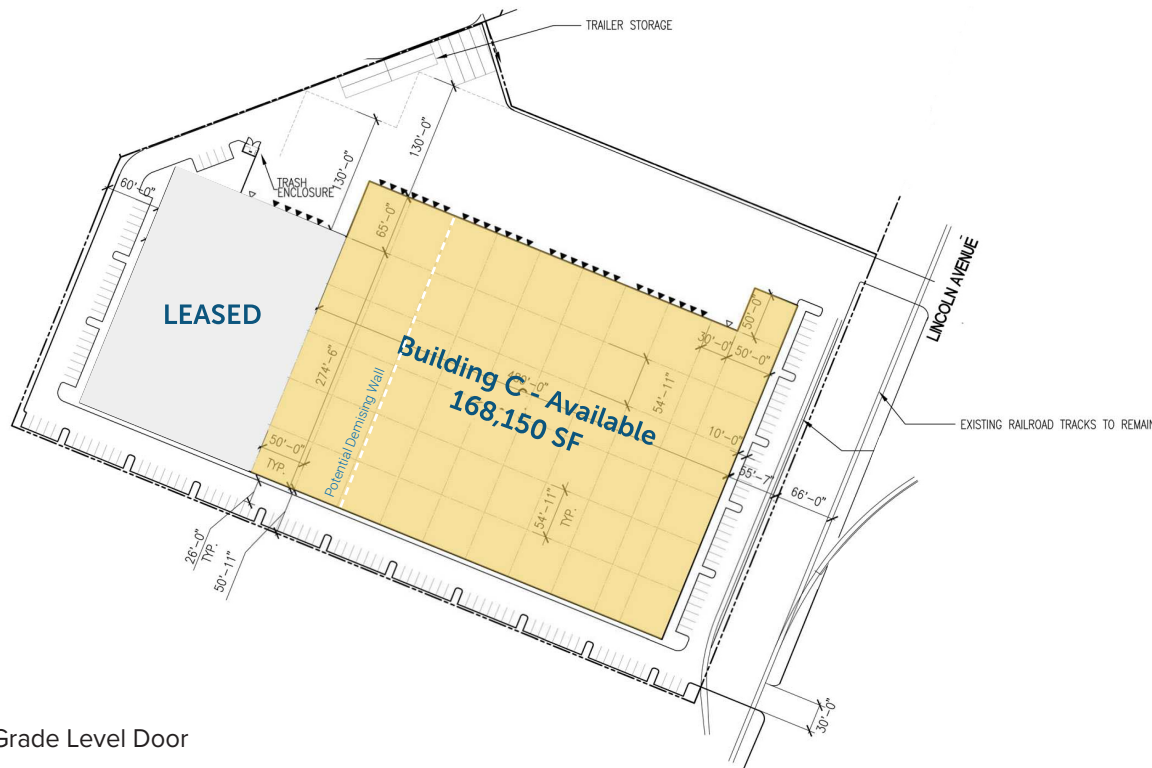 TRAILER STORAGE
130'-0"
130'-0"
TRASH
ENCLOSURE
60'-0"
65'-0"
LINCOLN AVENUE
LEASED
50'-0"
30'-0"
50'-0"
274'-6"
Building C - Available
168,150 SF
54'-11"
Potential Demising Wall
EXISTING RAILROAD TRACKS TO REMAIN
10'-0"
50'-0"
TYP.
55'-7"
66'-0"
54'-11"
TYP.
26'-0"
TYP.
50'-11"
30'-0"
Grade Level Door